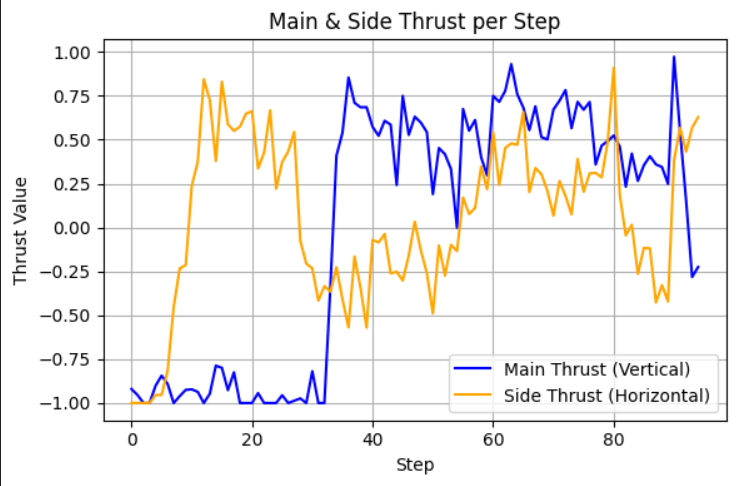 Main & Side Thrust per Step
1.00
0.75
0.50
0.25
0.00
−0.25
−0.50
−0.75
−1.00
Thrust Value
Main Thrust (Vertical)
Side Thrust (Horizontal)
0 20 40 60 80
Step